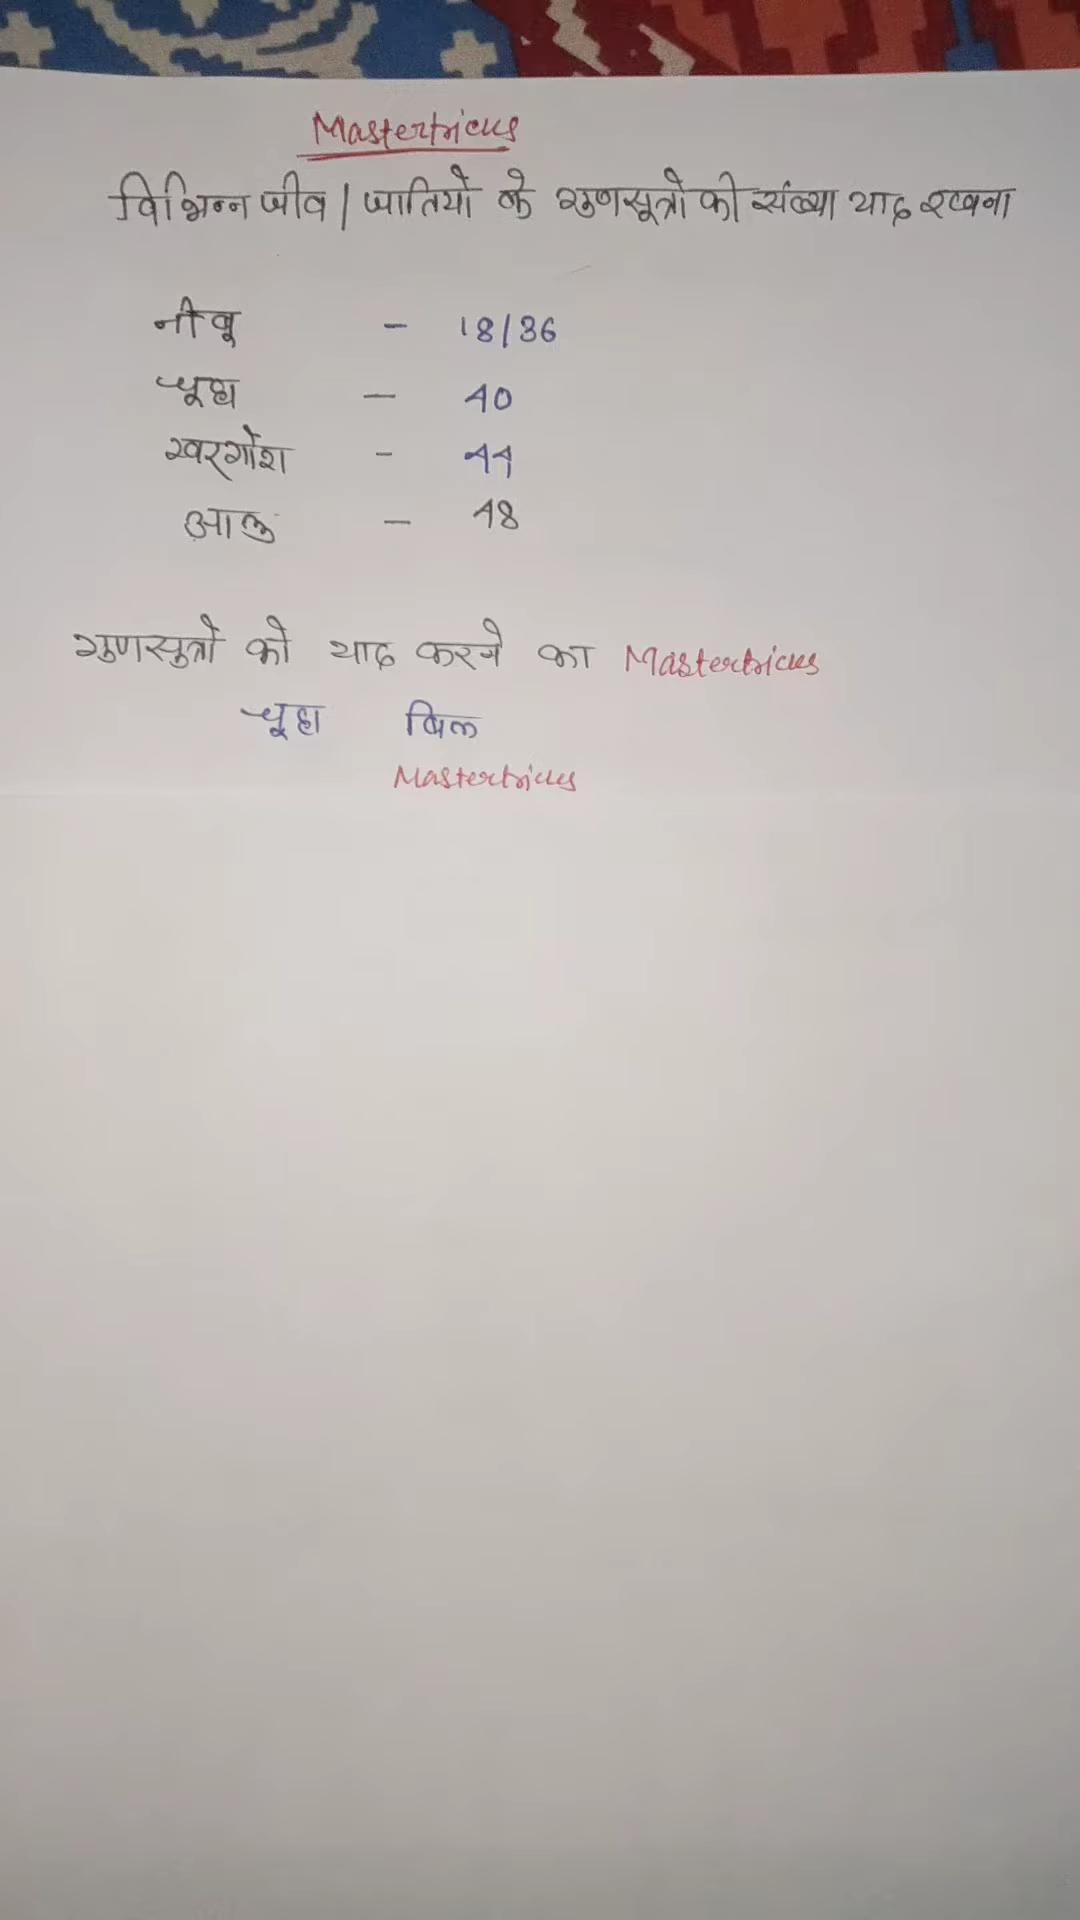 Mastertricks
विभिन्न जीव / जातियो के गुणसूत्रो की संख्या याद रखना
नीबू - 18/36
चूहा - 40
खरगोश - 44
आलु - 48
गुणसुत्रो को याद करने का Mastertricks
चूहा बिल
Mastertricks